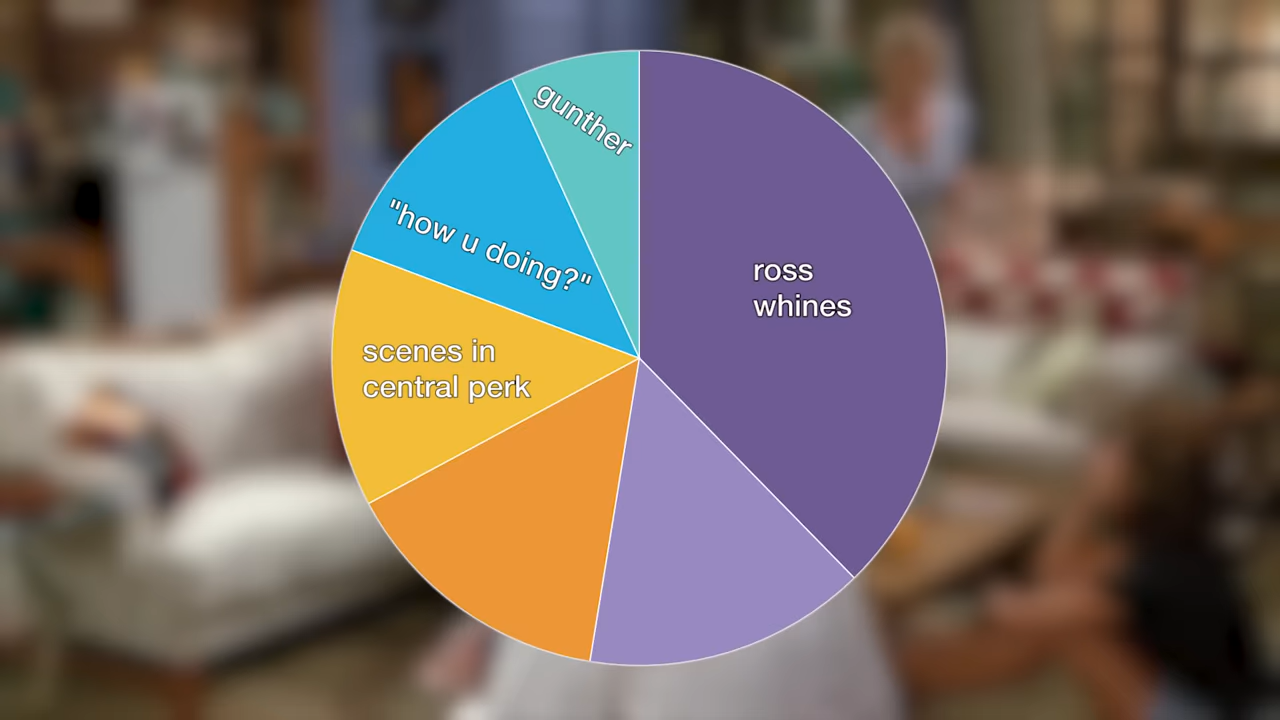 gunther
"how u doing?"
ross
whines
scenes in
central perk